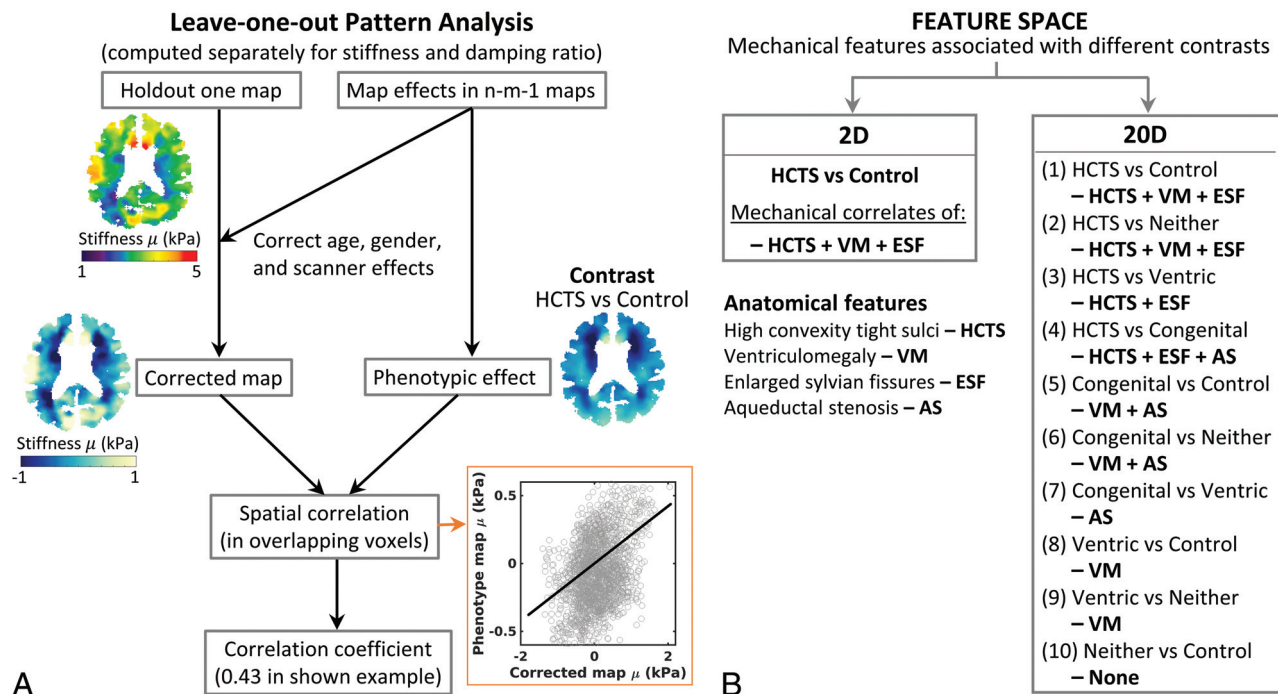 Leave-one-out Pattern Analysis
(computed separately for stiffness and damping ratio)
Holdout one map
Map effects in n-m-1 maps
Stiffness μ (kPa)
1 5
Correct age, gender,
and scanner effects
Contrast
HCTS vs Control
Corrected map
Phenotypic effect
Stiffness μ (kPa)
-1 1
Spatial correlation
(in overlapping voxels)
Phenotype map μ (kPa)
0.5
0
-0.5
-2 0 2
Corrected map μ (kPa)
Correlation coefficient
(0.43 in shown example)
A
FEATURE SPACE
Mechanical features associated with different contrasts
2D
HCTS vs Control
Mechanical correlates of:
– HCTS + VM + ESF
Anatomical features
High convexity tight sulci – HCTS
Ventriculomegaly – VM
Enlarged sylvian fissures – ESF
Aqueductal stenosis – AS
20D
(1) HCTS vs Control
– HCTS + VM + ESF
(2) HCTS vs Neither
– HCTS + VM + ESF
(3) HCTS vs Ventric
– HCTS + ESF
(4) HCTS vs Congenital
– HCTS + ESF + AS
(5) Congenital vs Control
– VM + AS
(6) Congenital vs Neither
– VM + AS
(7) Congenital vs Ventric
– AS
(8) Ventric vs Control
– VM
(9) Ventric vs Neither
– VM
(10) Neither vs Control
– None
B